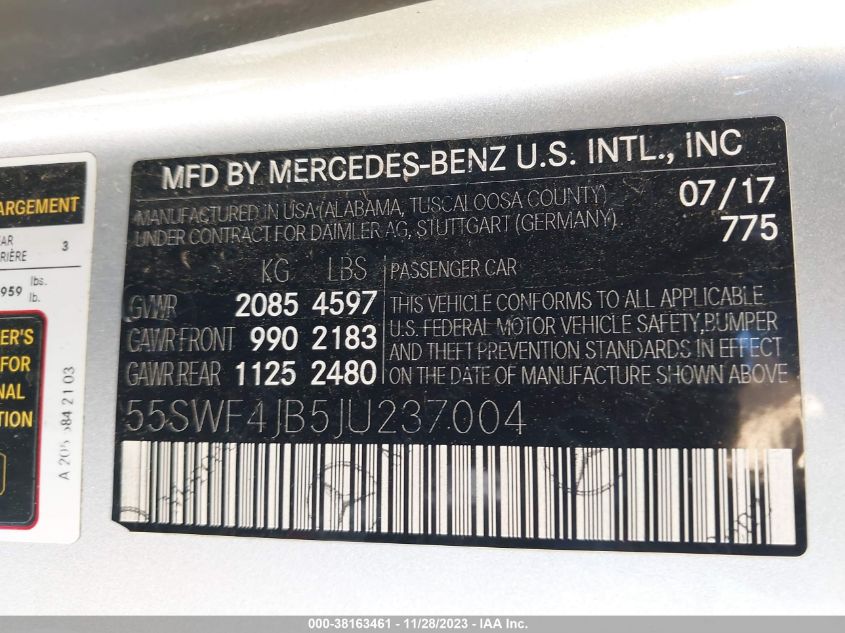 ARGEMENT
3
RIÈRE
959 lbs.
lb.
ER'S
FOR
NAL
TION
MFD BY MERCEDES-BENZ U.S. INTL., INC
MANUFACTURED IN USA (ALABAMA, TUSCALOOSA COUNTY) 07/17
UNDER CONTRACT FOR DAIMLER AG, STUTTGART (GERMANY). 775
KG LBS PASSENGER CAR
GVWR 2085 4597 THIS VEHICLE CONFORMS TO ALL APPLICABLE
GAWR FRONT 990 2183 U.S. FEDERAL MOTOR VEHICLE SAFETY, BUMPER
AND THEFT PREVENTION STANDARDS IN EFFECT
GAWR REAR 1125 2480 ON THE DATE OF MANUFACTURE SHOWN ABOVE
55SWF4JB5JU237004
000-38163461 - 11/28/2023 - IAA Inc.